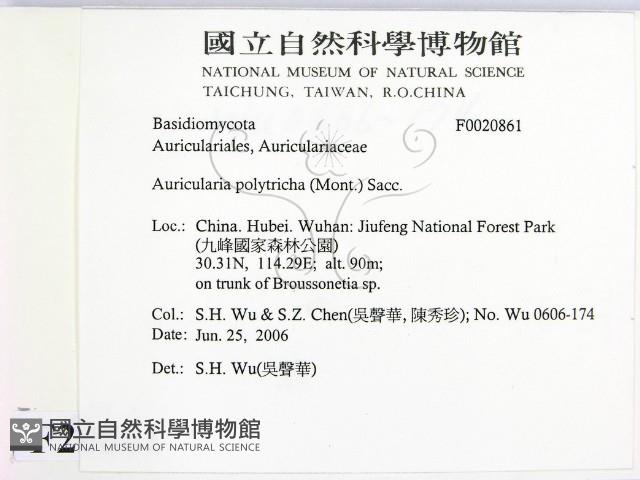 國立自然科學博物館
NATIONAL MUSEUM OF NATURAL SCIENCE
TAICHUNG, TAIWAN, R.O.CHINA
Basidiomycota F0020861
Auriculariales, Auriculariaceae
Auricularia polytricha (Mont.) Sacc.
Loc.: China. Hubei. Wuhan: Jiufeng National Forest Park
(九峰國家森林公園)
30.31N, 114.29E; alt. 90m;
on trunk of Broussonetia sp.
Col.: S.H. Wu & S.Z. Chen(吳聲華, 陳秀珍); No. Wu 0606-174
Date: Jun. 25, 2006
Det.: S.H. Wu(吳聲華)
國立自然科學博物館
NATIONAL MUSEUM OF NATURAL SCIENCE